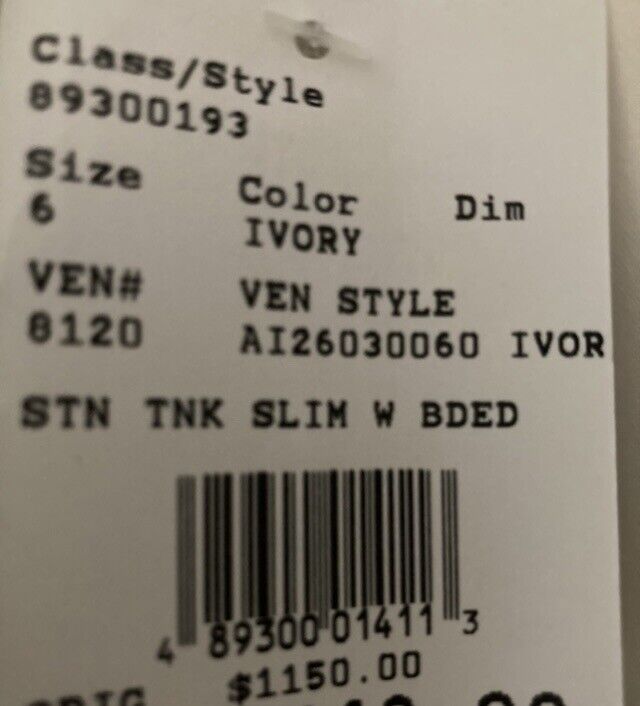 Class/Style
89300193
Size Color Dim
6 IVORY
VEN# VEN STYLE
8120 AI26030060 IVOR
STN TNK SLIM W BDED
4 89300 01411 3
$1150.00